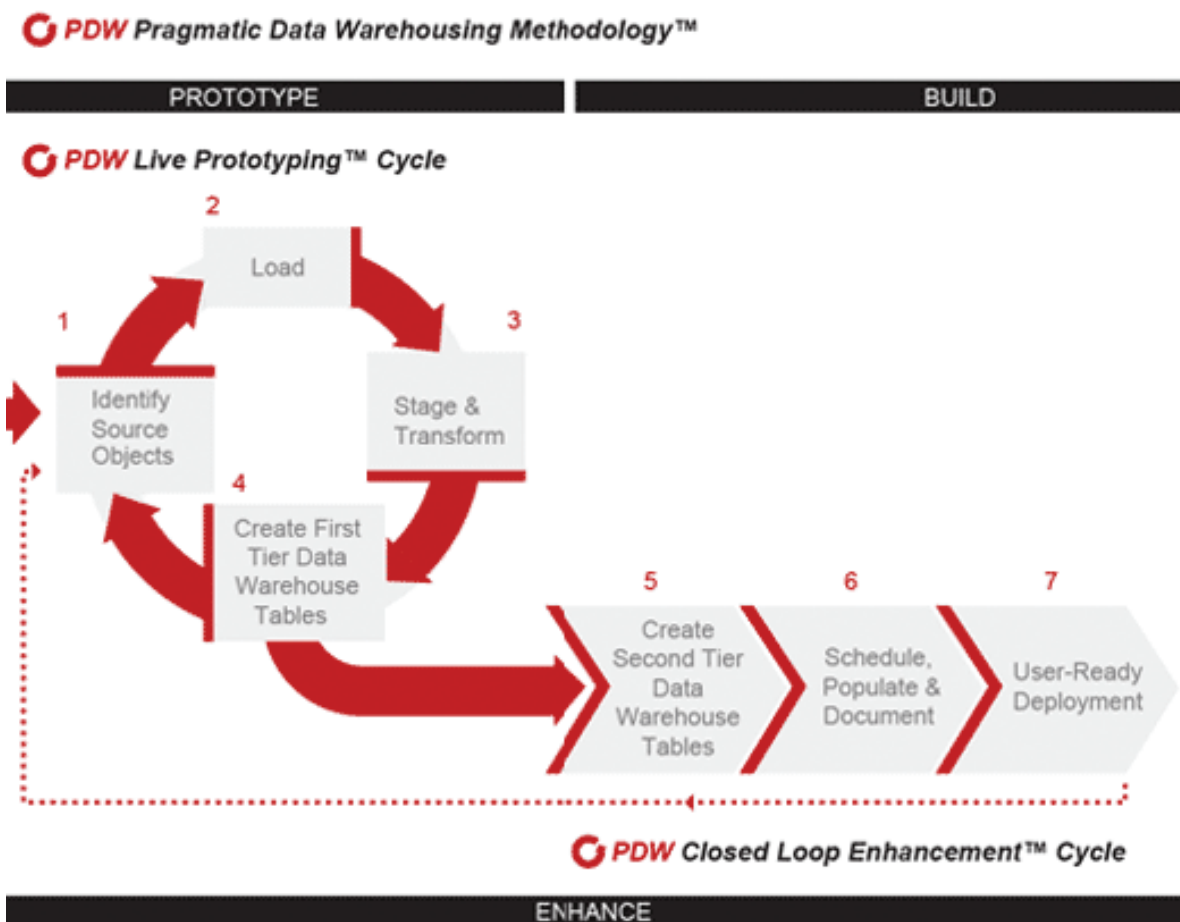 PDW Pragmatic Data Warehousing Methodology™
PROTOTYPE
BUILD
PDW Live Prototyping™ Cycle
2
Load
1
3
Identify
Source
Objects
Stage &
Transform
4
Create First
Tier Data
Warehouse
Tables
5
6
7
Create
Second Tier
Data
Warehouse
Tables
Schedule,
Populate &
Document
User-Ready
Deployment
PDW Closed Loop Enhancement™ Cycle
ENHANCE